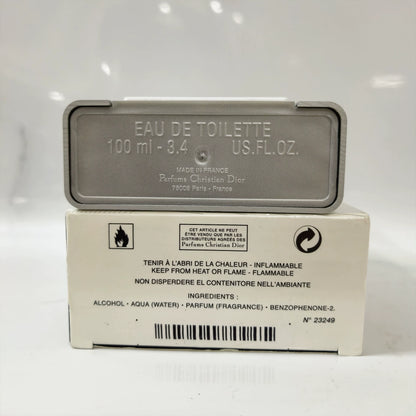 EAU DE TOILETTE
100 ml - 3.4 US.FL.OZ.
MADE IN FRANCE
Parfums Christian Dior
75008 Paris - France
CET ARTICLE NE PEUT
ÊTRE VENDU QUE PAR LES
DISTRIBUTEURS AGRÉÉS DES
Parfums Christian Dior
TENIR À L'ABRI DE LA CHALEUR - INFLAMMABLE
KEEP FROM HEAT OR FLAME - FLAMMABLE
NON DISPERDERE IL CONTENITORE NELL'AMBIANTE
INGREDIENTS :
ALCOHOL • AQUA (WATER) • PARFUM (FRAGRANCE) • BENZOPHENONE-2.
N° 23249